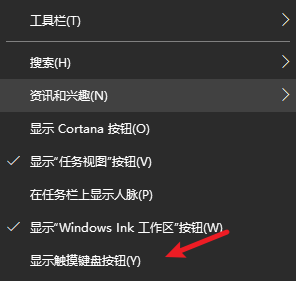 工具栏(T)
搜索(H)
资讯和兴趣(N)
显示 Cortana 按钮(O)
显示"任务视图"按钮(V)
在任务栏上显示人脉(P)
显示"Windows Ink 工作区"按钮(W)
显示触摸键盘按钮(Y)